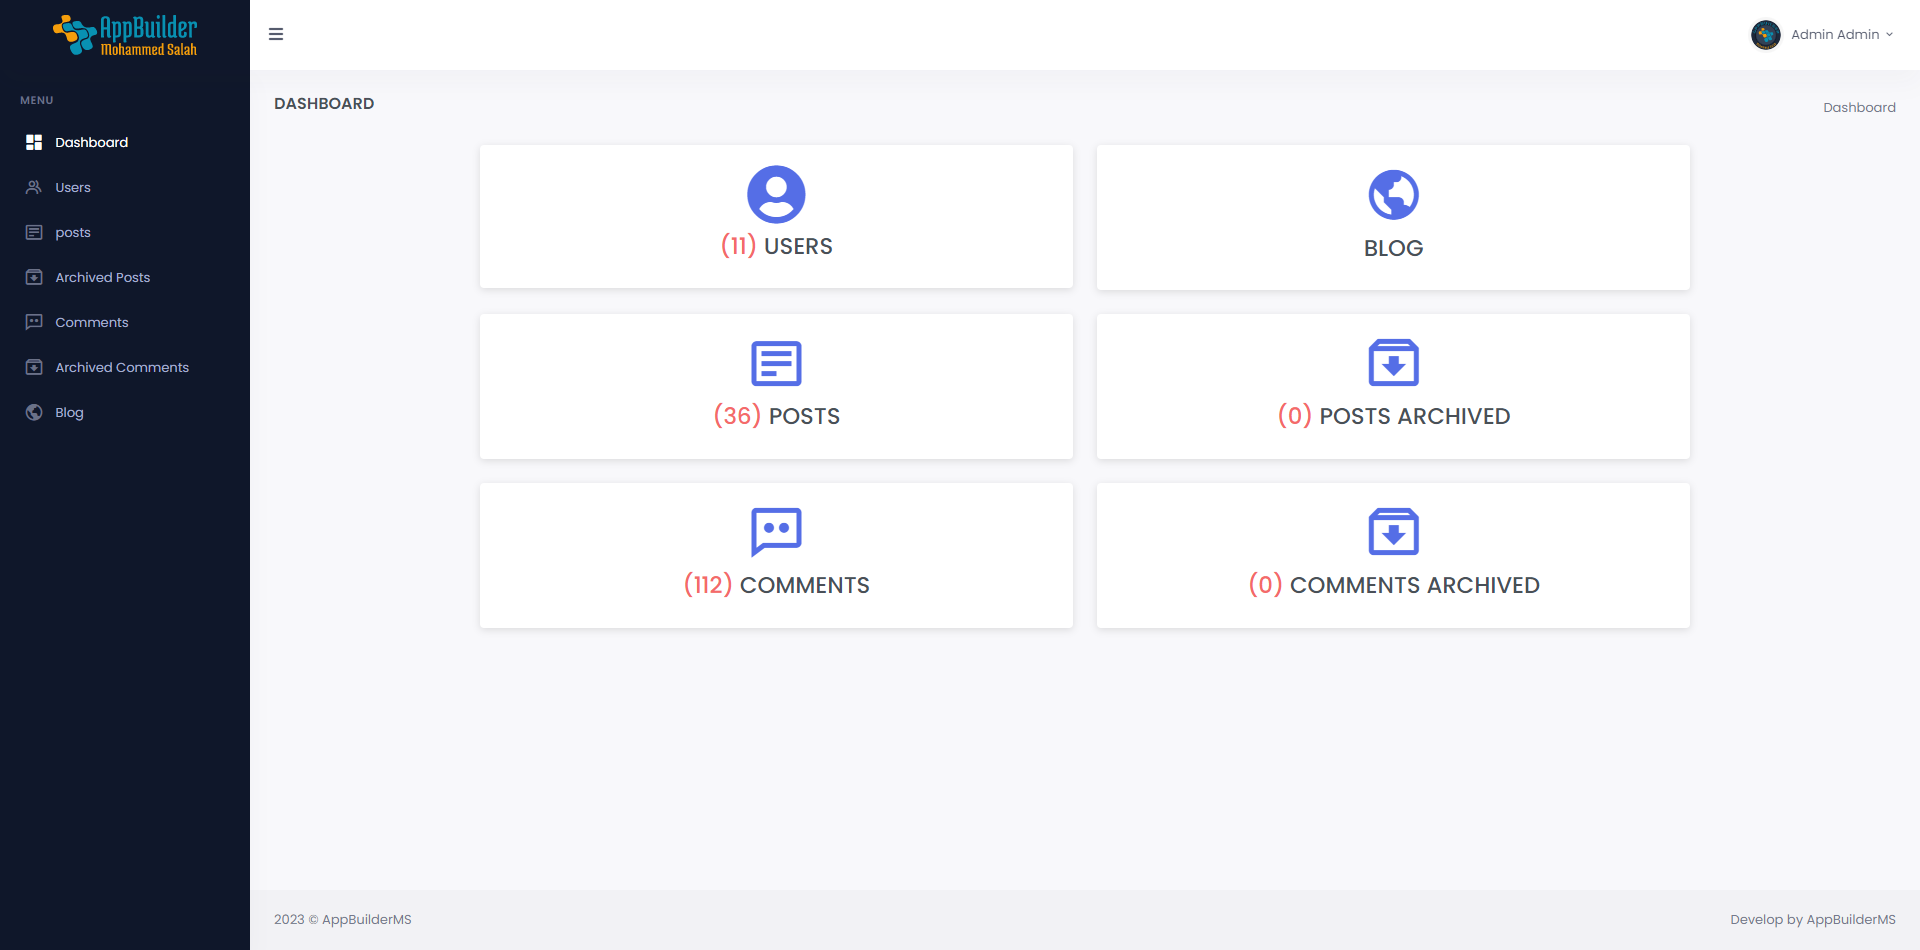 AppBuilder
Mohammed Salah
Admin Admin
MENU
Dashboard
Users
posts
Archived Posts
Comments
Archived Comments
Blog
DASHBOARD
Dashboard
(11) USERS
BLOG
(36) POSTS
(0) POSTS ARCHIVED
(112) COMMENTS
(0) COMMENTS ARCHIVED
2023 © AppBuilderMS
Develop by AppBuilderMS